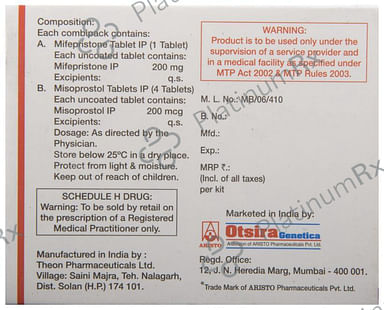 Composition:
Each combipack contains:
A. Mifepristone Tablet IP (1 Tablet)
Each uncoated tablet contains:
Mifepristone IP 200 mg
Excipients: q.s.
B. Misoprostol Tablets IP (4 Tablets)
Each uncoated tablet contains:
Misoprostol IP 200 mcg
Excipients: q.s.
Dosage: As directed by the
Physician.
Store below 25°C in a dry place.
Protect from light & moisture.
Keep out of reach of children.
SCHEDULE H DRUG:
Warning: To be sold by retail on
the prescription of a Registered
Medical Practitioner only.
Manufactured in India by :
Theon Pharmaceuticals Ltd.
Village: Saini Majra, Teh. Nalagarh,
Dist. Solan (H.P.) 174 101.
WARNING:
Product is to be used only under the
supervision of a service provider and
in a medical facility as specified under
MTP Act 2002 & MTP Rules 2003.
M. L. No.: MB/06/410
B. No.:
Mfd.:
Exp.:
MRP ₹.:
(Incl. of all taxes)
per kit
Marketed in India by:
ARISTO
Otsira Genetica
A division of ARISTO Pharmaceuticals Pvt. Ltd.
Regd. Office:
12, J. N. Heredia Marg, Mumbai - 400 001.
*Trade Mark of ARISTO Pharmaceuticals Pvt. Ltd.
PlatinumRx
PlatinumRx
PlatinumRx